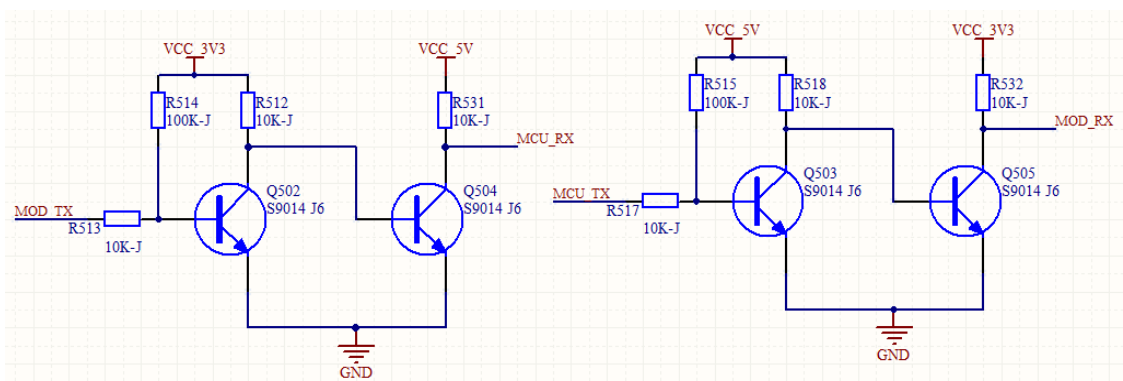 VCC_3V3
R514
100K-J
R512
10K-J
VCC_5V
R531
10K-J
MCU_RX
Q502
S9014 J6
Q504
S9014 J6
MOD_TX
R513
10K-J
GND
VCC_5V
R515
100K-J
R518
10K-J
VCC_3V3
R532
10K-J
MOD_RX
Q503
S9014 J6
Q505
S9014 J6
MCU_TX
R517
10K-J
GND